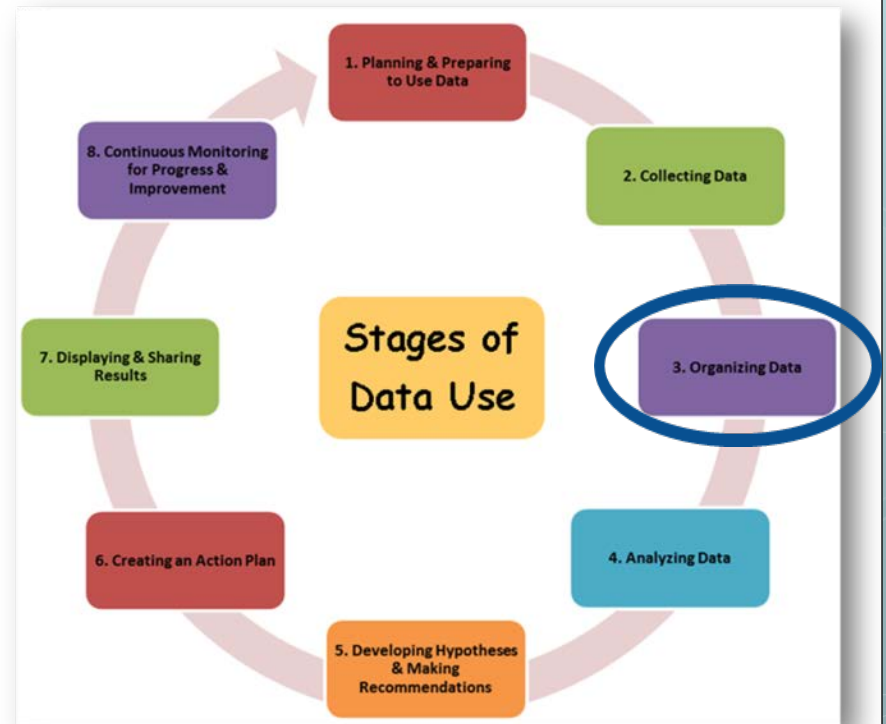 1. Planning & Preparing
to Use Data
2. Collecting Data
3. Organizing Data
4. Analyzing Data
5. Developing Hypotheses
& Making
Recommendations
6. Creating an Action Plan
7. Displaying & Sharing
Results
8. Continuous Monitoring
for Progress &
Improvement
Stages of
Data Use